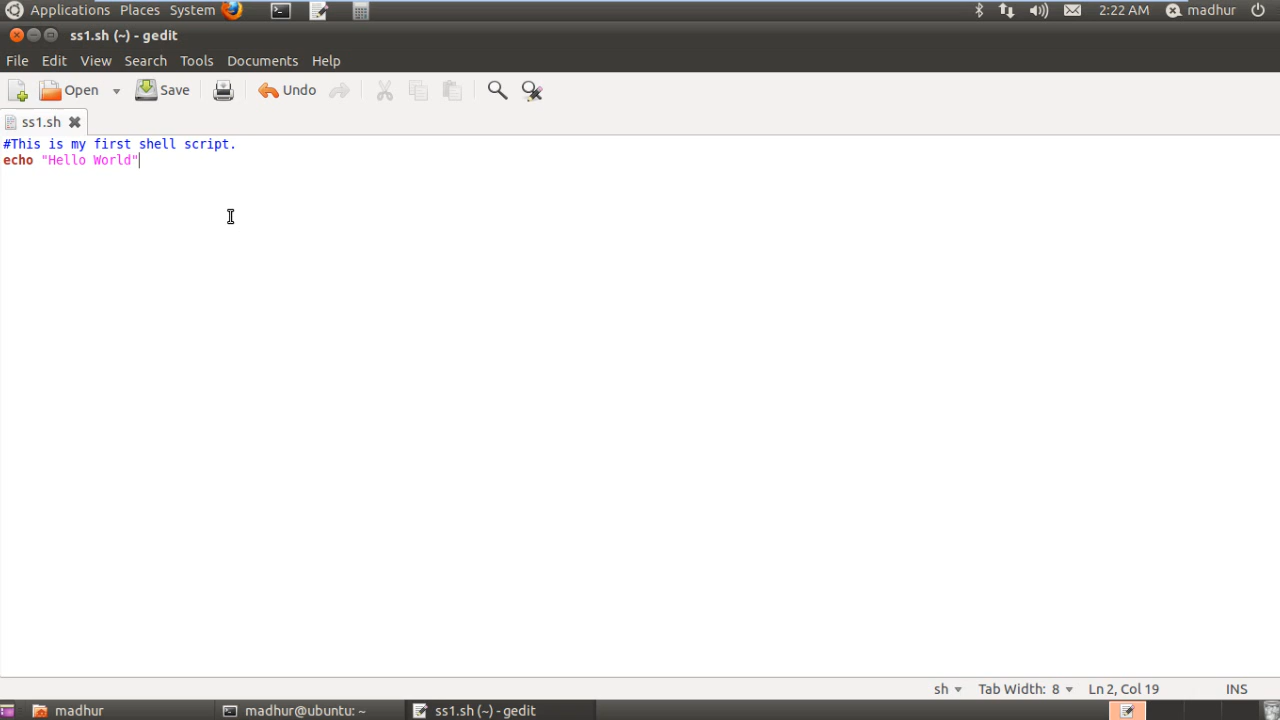 Applications Places System 2:22 AM madhur
ss1.sh (~) - gedit
File Edit View Search Tools Documents Help
Open Save Undo
ss1.sh
#This is my first shell script.
echo "Hello World"
sh Tab Width: 8 Ln 2, Col 19 INS
madhur madhur@ubuntu: ~ ss1.sh (~) - gedit